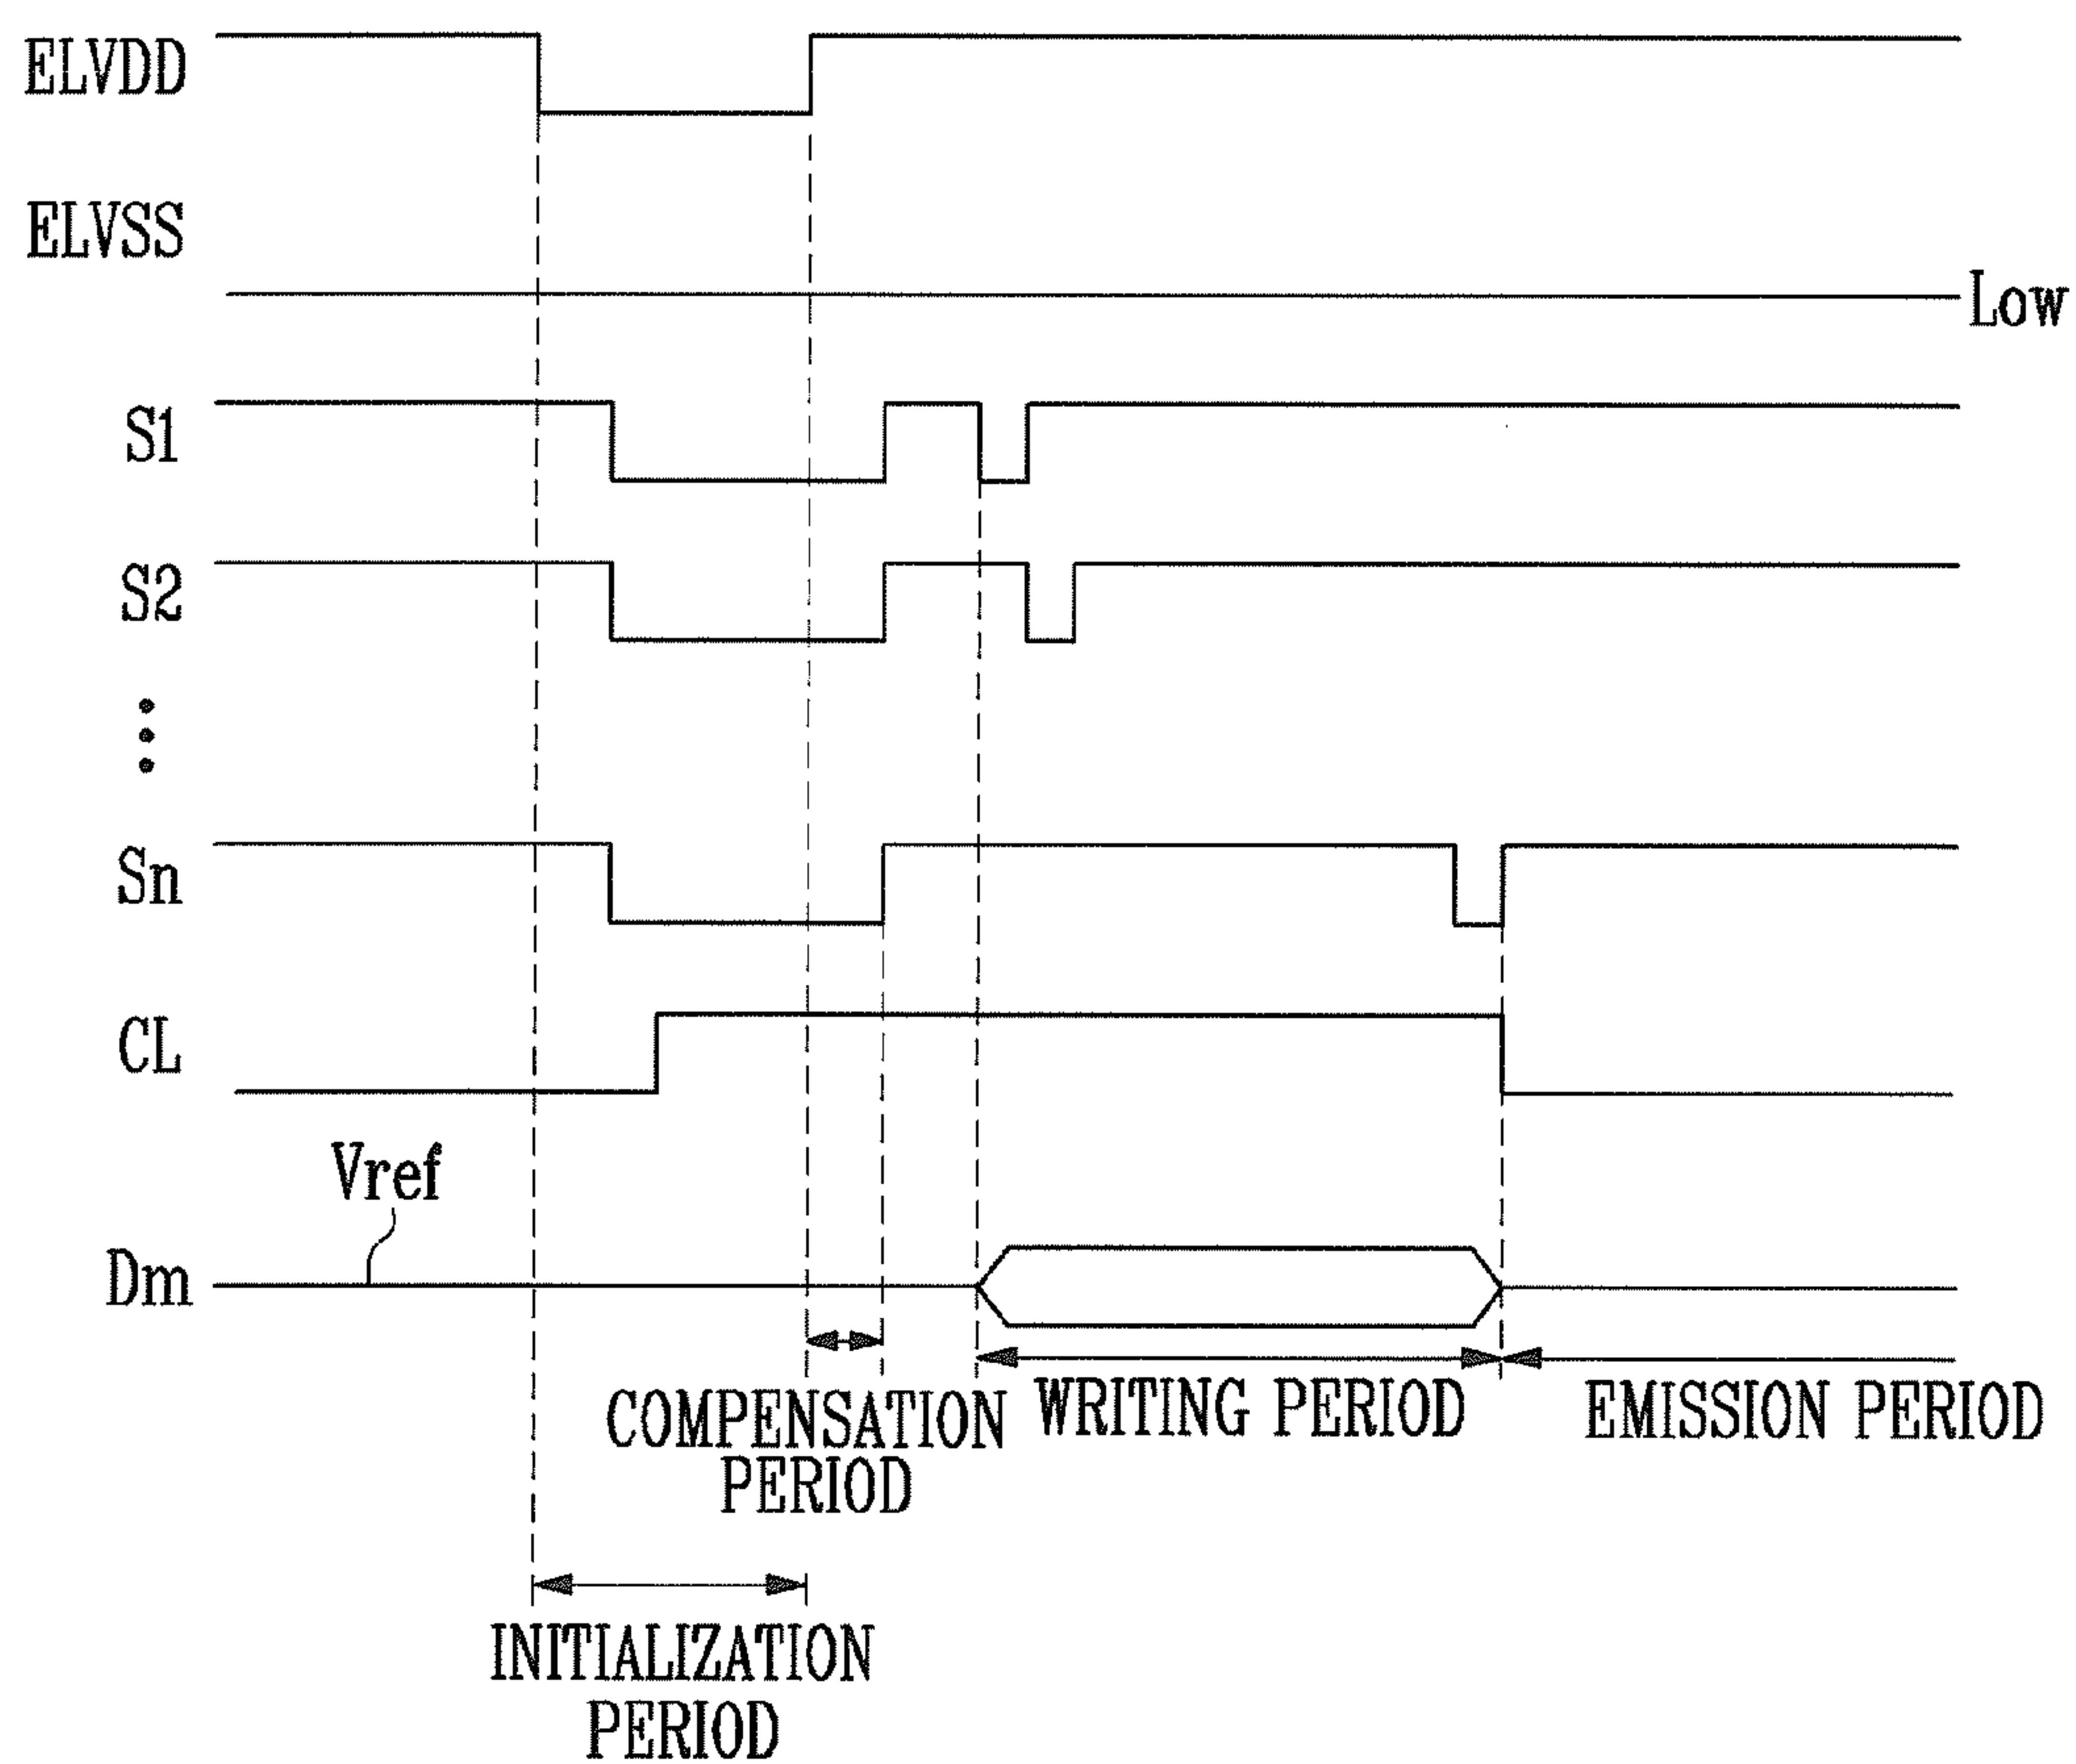 ELVDD
ELVSS
Low
S1
S2
Sn
CL
Vref
Dm
COMPENSATION
PERIOD
WRITING PERIOD
EMISSION PERIOD
INITIALIZATION
PERIOD